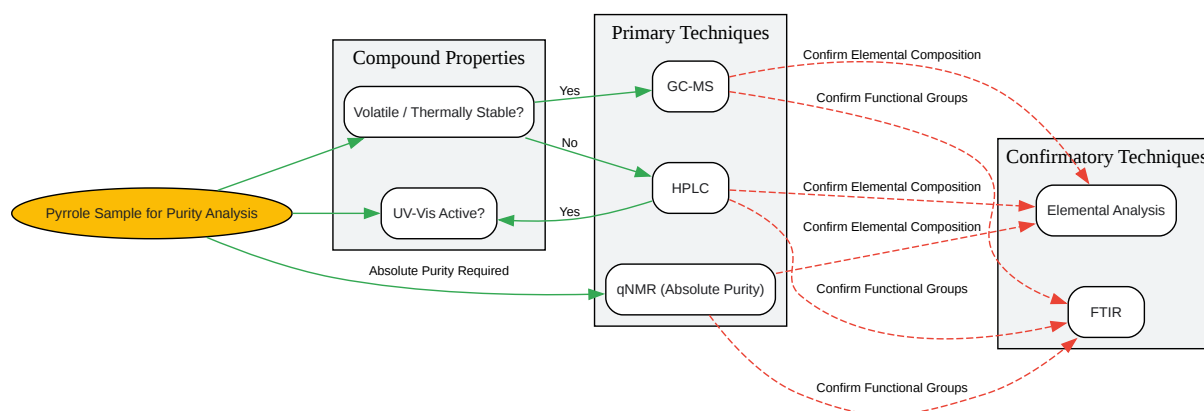 Compound Properties
Volatile / Thermally Stable?
UV-Vis Active?
Pyrrole Sample for Purity Analysis
Absolute Purity Required
Yes
No
Yes
Primary Techniques
GC-MS
HPLC
qNMR (Absolute Purity)
Confirm Elemental Composition
Confirm Functional Groups
Confirm Elemental Composition
Confirm Elemental Composition
Confirm Functional Groups
Confirm Functional Groups
Confirmatory Techniques
Elemental Analysis
FTIR